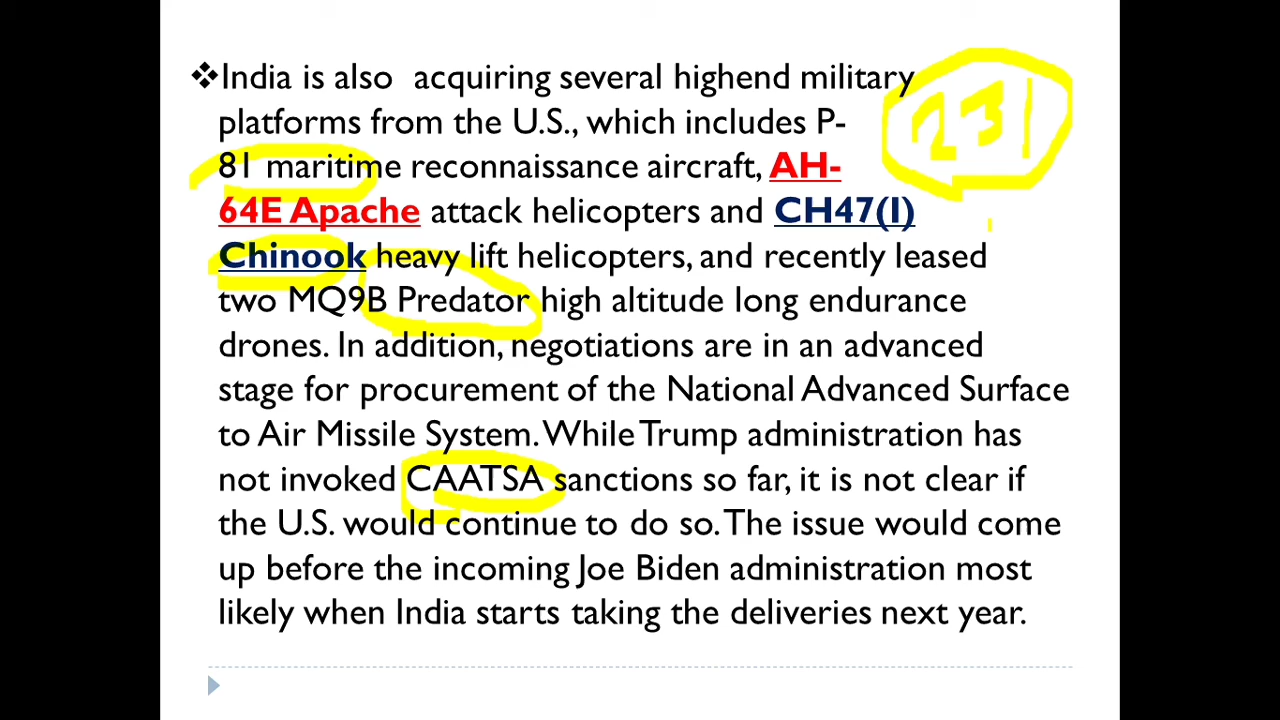 ❖India is also acquiring several highend military
platforms from the U.S., which includes P-
81 maritime reconnaissance aircraft, AH-
64E Apache attack helicopters and CH47(I)
Chinook heavy lift helicopters, and recently leased
two MQ9B Predator high altitude long endurance
drones. In addition, negotiations are in an advanced
stage for procurement of the National Advanced Surface
to Air Missile System. While Trump administration has
not invoked CAATSA sanctions so far, it is not clear if
the U.S. would continue to do so. The issue would come
up before the incoming Joe Biden administration most
likely when India starts taking the deliveries next year.
231